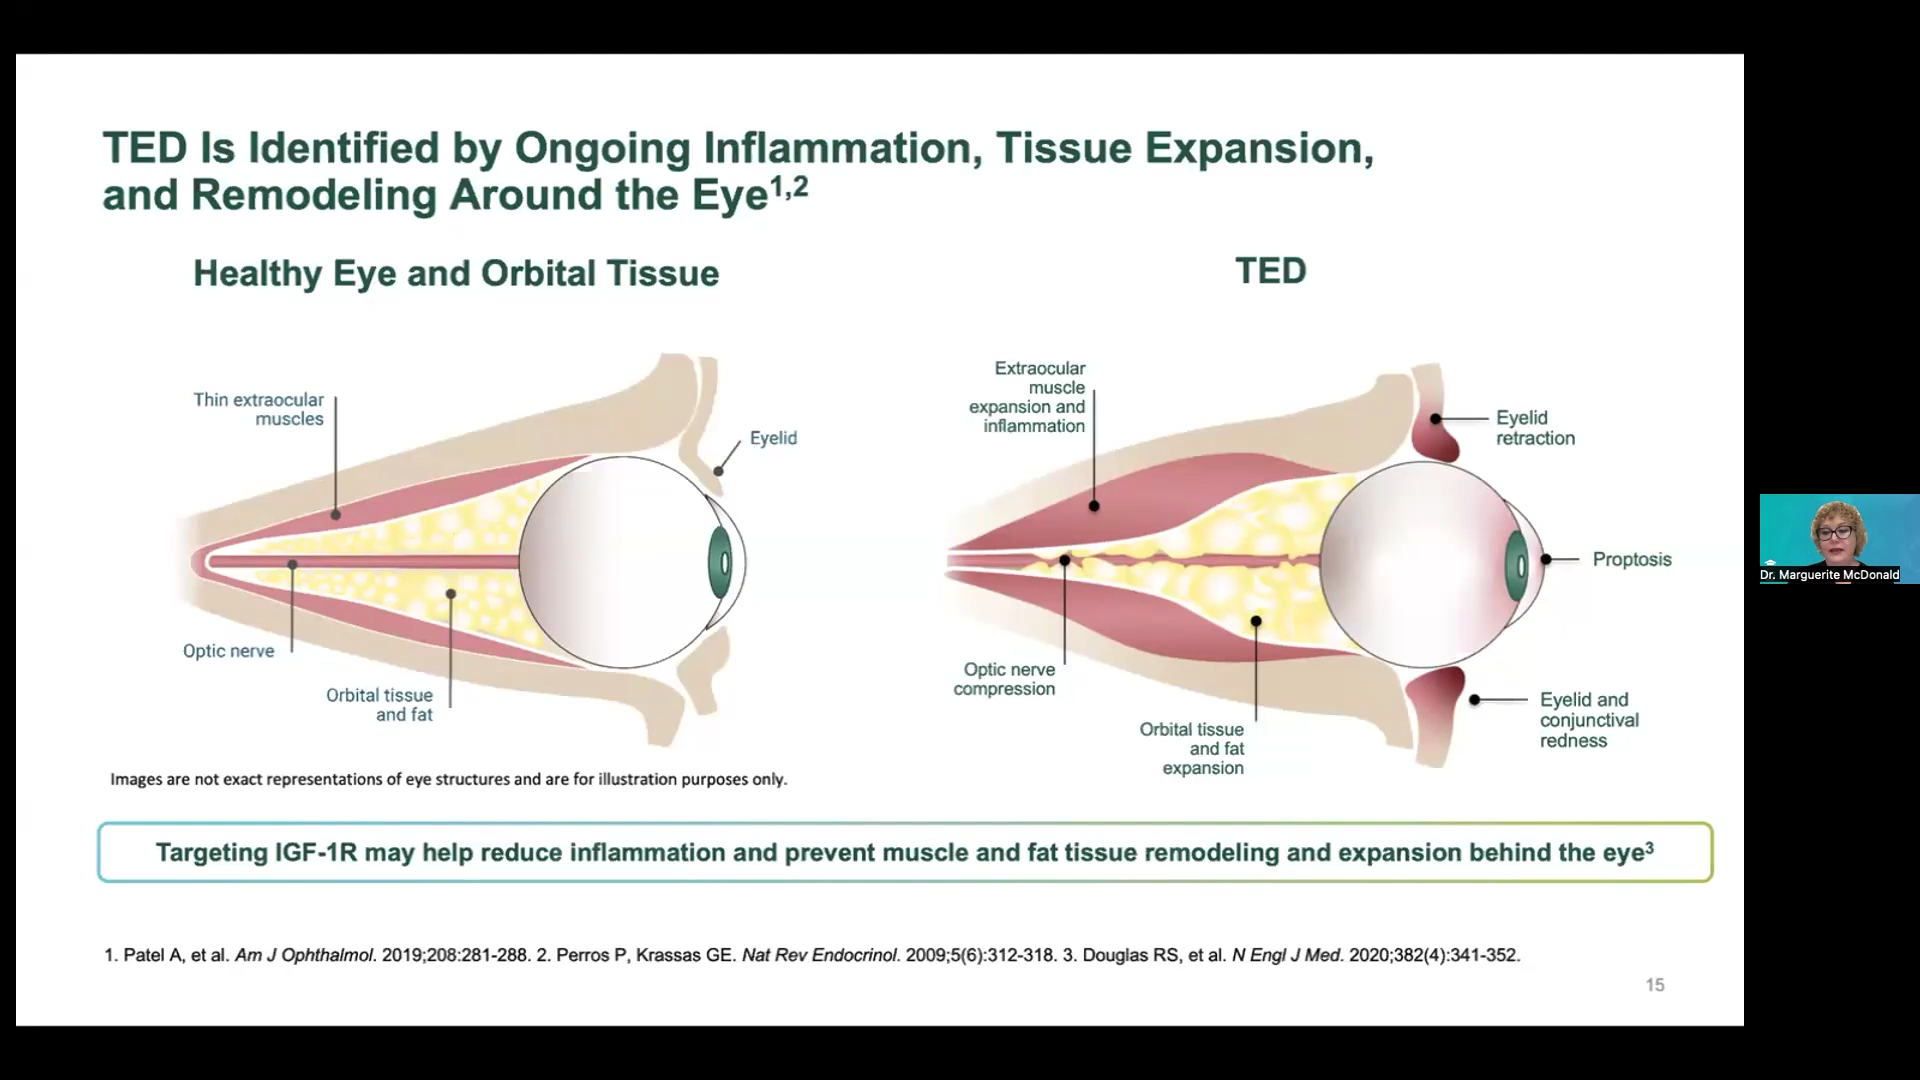 TED Is Identified by Ongoing Inflammation, Tissue Expansion,
and Remodeling Around the Eye1,2
Healthy Eye and Orbital Tissue
Thin extraocular
muscles
Eyelid
Optic nerve
Orbital tissue
and fat
TED
Extraocular
muscle
expansion and
inflammation
Eyelid
retraction
Proptosis
Optic nerve
compression
Orbital tissue
and fat
expansion
Eyelid and
conjunctival
redness
Images are not exact representations of eye structures and are for illustration purposes only.
Targeting IGF-1R may help reduce inflammation and prevent muscle and fat tissue remodeling and expansion behind the eye3
1. Patel A, et al. Am J Ophthalmol. 2019;208:281-288. 2. Perros P, Krassas GE. Nat Rev Endocrinol. 2009;5(6):312-318. 3. Douglas RS, et al. N Engl J Med. 2020;382(4):341-352.
15
Dr. Marguerite McDonald